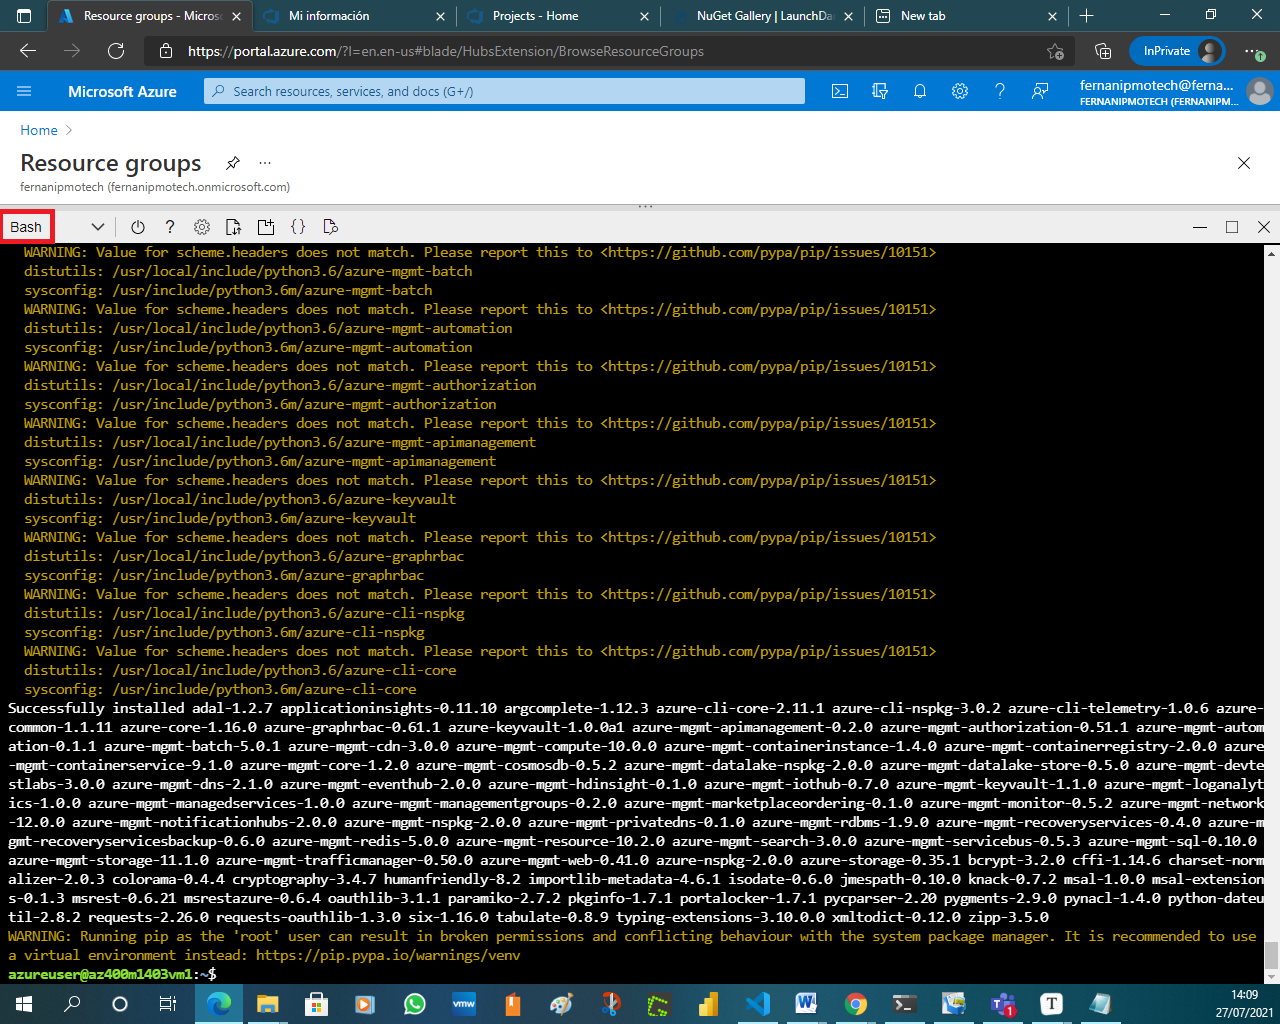 Resource groups - Microsc
Mi información
Projects - Home
NuGet Gallery | LaunchDa
New tab
https://portal.azure.com/?l=en.en-us#blade/HubsExtension/BrowseResourceGroups
InPrivate
Microsoft Azure
Search resources, services, and docs (G+/)
fernanipmotech@ferna...
FERNANIPMOTECH (FERNANIPM...
Home
Resource groups
fernanipmotech (fernanipmotech.onmicrosoft.com)
Bash
WARNING: Value for scheme.headers does not match. Please report this to <https://github.com/pypa/pip/issues/10151>
distutils: /usr/local/include/python3.6/azure-mgmt-batch
sysconfig: /usr/include/python3.6m/azure-mgmt-batch
WARNING: Value for scheme.headers does not match. Please report this to <https://github.com/pypa/pip/issues/10151>
distutils: /usr/local/include/python3.6/azure-mgmt-automation
sysconfig: /usr/include/python3.6m/azure-mgmt-automation
WARNING: Value for scheme.headers does not match. Please report this to <https://github.com/pypa/pip/issues/10151>
distutils: /usr/local/include/python3.6/azure-mgmt-authorization
sysconfig: /usr/include/python3.6m/azure-mgmt-authorization
WARNING: Value for scheme.headers does not match. Please report this to <https://github.com/pypa/pip/issues/10151>
distutils: /usr/local/include/python3.6/azure-mgmt-apimanagement
sysconfig: /usr/include/python3.6m/azure-mgmt-apimanagement
WARNING: Value for scheme.headers does not match. Please report this to <https://github.com/pypa/pip/issues/10151>
distutils: /usr/local/include/python3.6/azure-keyvault
sysconfig: /usr/include/python3.6m/azure-keyvault
WARNING: Value for scheme.headers does not match. Please report this to <https://github.com/pypa/pip/issues/10151>
distutils: /usr/local/include/python3.6/azure-graphrbac
sysconfig: /usr/include/python3.6m/azure-graphrbac
WARNING: Value for scheme.headers does not match. Please report this to <https://github.com/pypa/pip/issues/10151>
distutils: /usr/local/include/python3.6/azure-cli-nspkg
sysconfig: /usr/include/python3.6m/azure-cli-nspkg
WARNING: Value for scheme.headers does not match. Please report this to <https://github.com/pypa/pip/issues/10151>
distutils: /usr/local/include/python3.6/azure-cli-core
sysconfig: /usr/include/python3.6m/azure-cli-core
Successfully installed adal-1.2.7 applicationinsights-0.11.10 argcomplete-1.12.3 azure-cli-core-2.11.1 azure-cli-nspkg-3.0.2 azure-cli-telemetry-1.0.6 azure-
common-1.1.11 azure-core-1.16.0 azure-graphrbac-0.61.1 azure-keyvault-1.0.0a1 azure-mgmt-apimanagement-0.2.0 azure-mgmt-authorization-0.51.1 azure-mgmt-autom
ation-0.1.1 azure-mgmt-batch-5.0.1 azure-mgmt-cdn-3.0.0 azure-mgmt-compute-10.0.0 azure-mgmt-containerinstance-1.4.0 azure-mgmt-containerregistry-2.0.0 azure
-mgmt-containerservice-9.1.0 azure-mgmt-core-1.2.0 azure-mgmt-cosmosdb-0.5.2 azure-mgmt-datalake-nspkg-2.0.0 azure-mgmt-datalake-store-0.5.0 azure-mgmt-devte
stlabs-3.0.0 azure-mgmt-dns-2.1.0 azure-mgmt-eventhub-2.0.0 azure-mgmt-hdinsight-0.1.0 azure-mgmt-iothub-0.7.0 azure-mgmt-keyvault-1.1.0 azure-mgmt-loganalyt
ics-1.0.0 azure-mgmt-managedservices-1.0.0 azure-mgmt-managementgroups-0.2.0 azure-mgmt-marketplaceordering-0.1.0 azure-mgmt-monitor-0.5.2 azure-mgmt-network
-12.0.0 azure-mgmt-notificationhubs-2.0.0 azure-mgmt-nspkg-2.0.0 azure-mgmt-privatedns-0.1.0 azure-mgmt-rdbms-1.9.0 azure-mgmt-recoveryservices-0.4.0 azure-m
gmt-recoveryservicesbackup-0.6.0 azure-mgmt-redis-5.0.0 azure-mgmt-resource-10.2.0 azure-mgmt-search-3.0.0 azure-mgmt-servicebus-0.5.3 azure-mgmt-sql-0.10.0
azure-mgmt-storage-11.1.0 azure-mgmt-trafficmanager-0.50.0 azure-mgmt-web-0.41.0 azure-nspkg-2.0.0 azure-storage-0.35.1 bcrypt-3.2.0 cffi-1.14.6 charset-norm
alizer-2.0.3 colorama-0.4.4 cryptography-3.4.7 humanfriendly-8.2 importlib-metadata-4.6.1 isodate-0.6.0 jmespath-0.10.0 knack-0.7.2 msal-1.0.0 msal-extension
s-0.1.3 msrest-0.6.21 msrestazure-0.6.4 oauthlib-3.1.1 paramiko-2.7.2 pkginfo-1.7.1 portalocker-1.7.1 pycparser-2.20 pygments-2.9.0 pynacl-1.4.0 python-dateu
til-2.8.2 requests-2.26.0 requests-oauthlib-1.3.0 six-1.16.0 tabulate-0.8.9 typing-extensions-3.10.0.0 xmltodict-0.12.0 zipp-3.5.0
WARNING: Running pip as the 'root' user can result in broken permissions and conflicting behaviour with the system package manager. It is recommended to use
a virtual environment instead: https://pip.pypa.io/warnings/venv
azureuser@az400m1403vm1:~$
vmw
14:09
27/07/2021